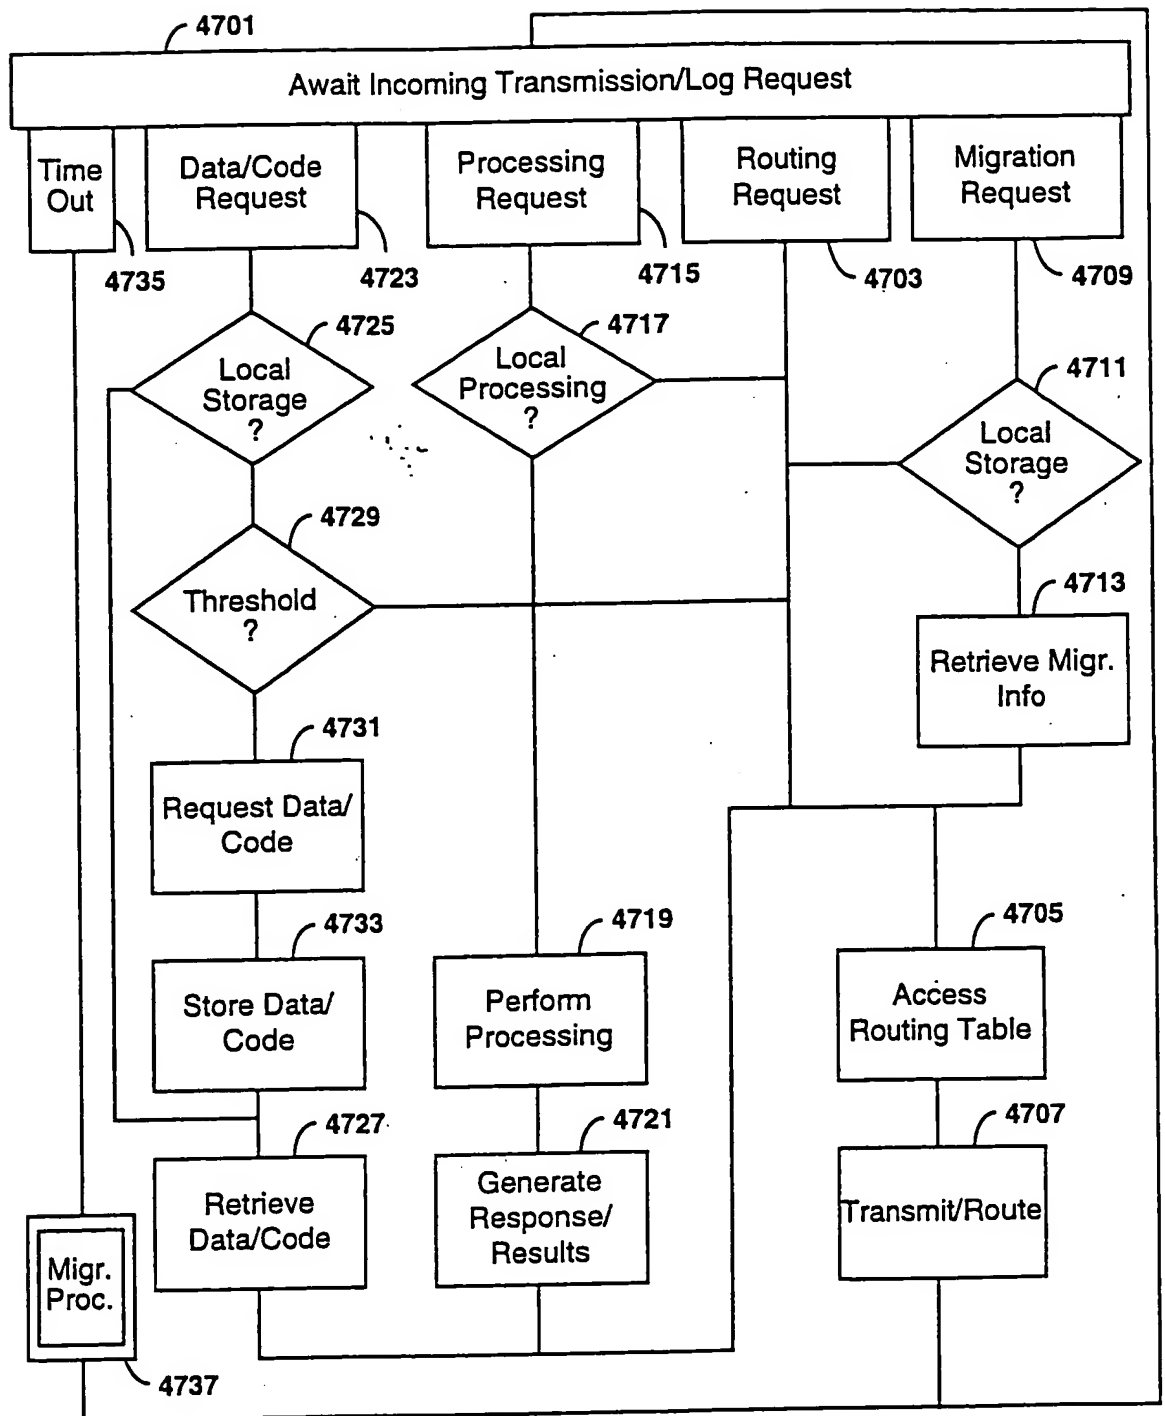 4701
Await Incoming Transmission/Log Request
Time
Out
Data/Code
Request
Processing
Request
Routing
Request
Migration
Request
4735
4723
4715
4703
4709
4725
Local
Storage
?
4717
Local
Processing
?
4711
Local
Storage
?
4729
Threshold
?
4713
Retrieve Migr.
Info
4731
Request Data/
Code
4733
Store Data/
Code
4719
Perform
Processing
4705
Access
Routing Table
4727
Retrieve
Data/Code
4721
Generate
Response/
Results
4707
Transmit/Route
Migr.
Proc.
4737